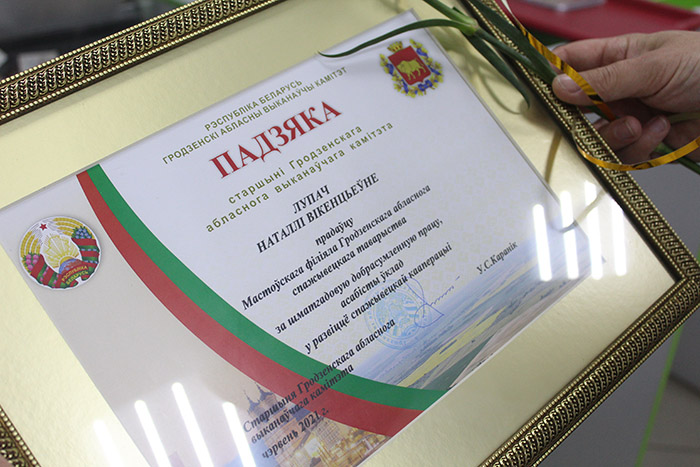 РЭСПУБЛІКА БЕЛАРУСЬ
ГРОДЗЕНСКІ АБЛАСНЫ ВЫКАНАЎЧЫ КАМІТЭТ
ПАДЗЯКА
старшыні Гродзенскага
абласнога выканаўчага камітэта
ЛУПАЧ
НАТАЛЛІ ВІКЕНЦЬЕЎНЕ
прадаўцу
Мастоўскага філіяла Гродзенскага абласнога
спажывецкага таварыства
за шматгадовую добрасумленную працу,
асабісты ўклад
у развіццё спажывецкай кааперацыі
Старшыня Гродзенскага абласнога
выканаўчага камітэта
У.С.Каранік
чэрвень 2021 г.